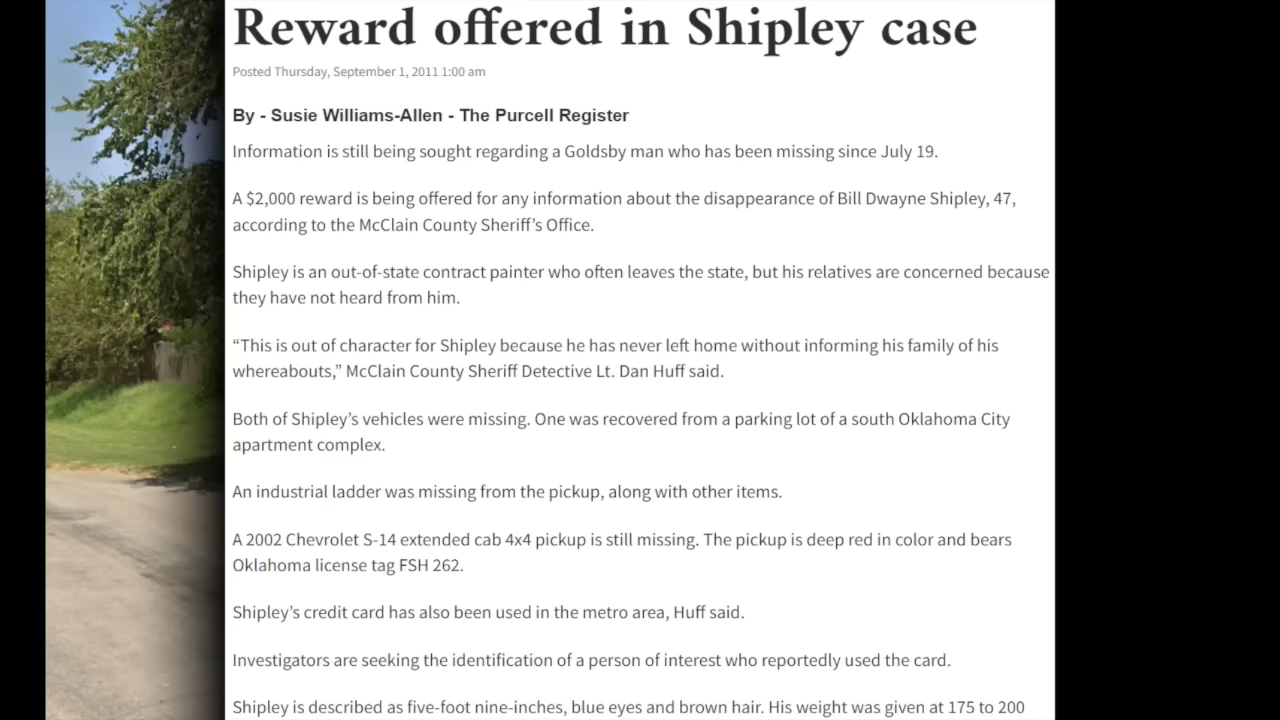 Reward offered in Shipley case
Posted Thursday, September 1, 2011 1:00 am
By - Susie Williams-Allen - The Purcell Register
Information is still being sought regarding a Goldsby man who has been missing since July 19.
A $2,000 reward is being offered for any information about the disappearance of Bill Dwayne Shipley, 47,
according to the McClain County Sheriff’s Office.
Shipley is an out-of-state contract painter who often leaves the state, but his relatives are concerned because
they have not heard from him.
“This is out of character for Shipley because he has never left home without informing his family of his
whereabouts,” McClain County Sheriff Detective Lt. Dan Huff said.
Both of Shipley’s vehicles were missing. One was recovered from a parking lot of a south Oklahoma City
apartment complex.
An industrial ladder was missing from the pickup, along with other items.
A 2002 Chevrolet S-14 extended cab 4x4 pickup is still missing. The pickup is deep red in color and bears
Oklahoma license tag FSH 262.
Shipley’s credit card has also been used in the metro area, Huff said.
Investigators are seeking the identification of a person of interest who reportedly used the card.
Shipley is described as five-foot nine-inches, blue eyes and brown hair. His weight was given at 175 to 200